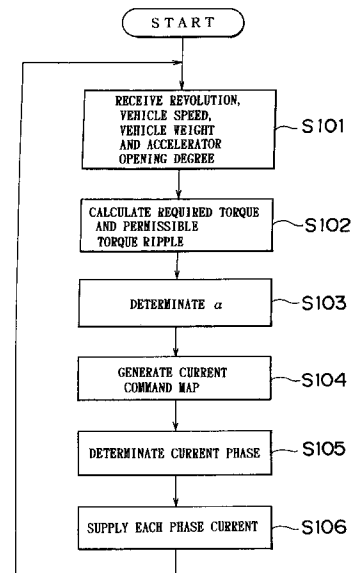 START
RECEIVE REVOLUTION,
VEHICLE SPEED,
VEHICLE WEIGHT
AND ACCELERATOR
OPENING DEGREE
S101
CALCULATE REQUIRED TORQUE
AND PERMISSIBLE
TORQUE RIPPLE
S102
DETERMINATE α
S103
GENERATE CURRENT
COMMAND MAP
S104
DETERMINATE CURRENT PHASE
S105
SUPPLY EACH PHASE CURRENT
S106